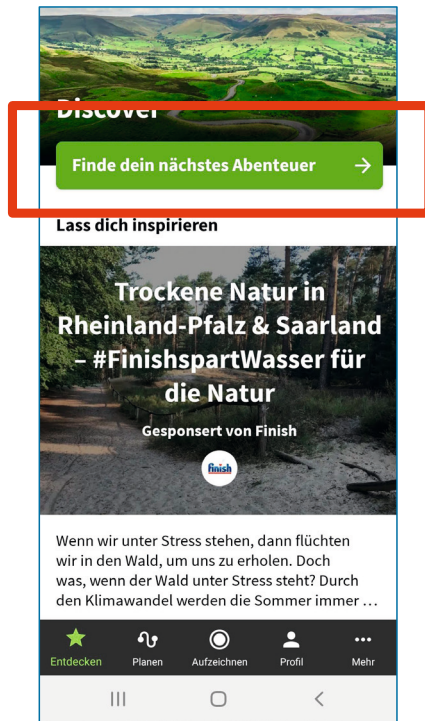 Discover
Finde dein nächstes Abenteuer
Lass dich inspirieren
Trockene Natur in
Rheinland-Pfalz & Saarland
– #FinishspartWasser für
die Natur
Gesponsert von Finish
finish
Wenn wir unter Stress stehen, dann flüchten
wir in den Wald, um uns zu erholen. Doch
was, wenn der Wald unter Stress steht? Durch
den Klimawandel werden die Sommer immer …
Entdecken Planen Aufzeichnen Profil Mehr